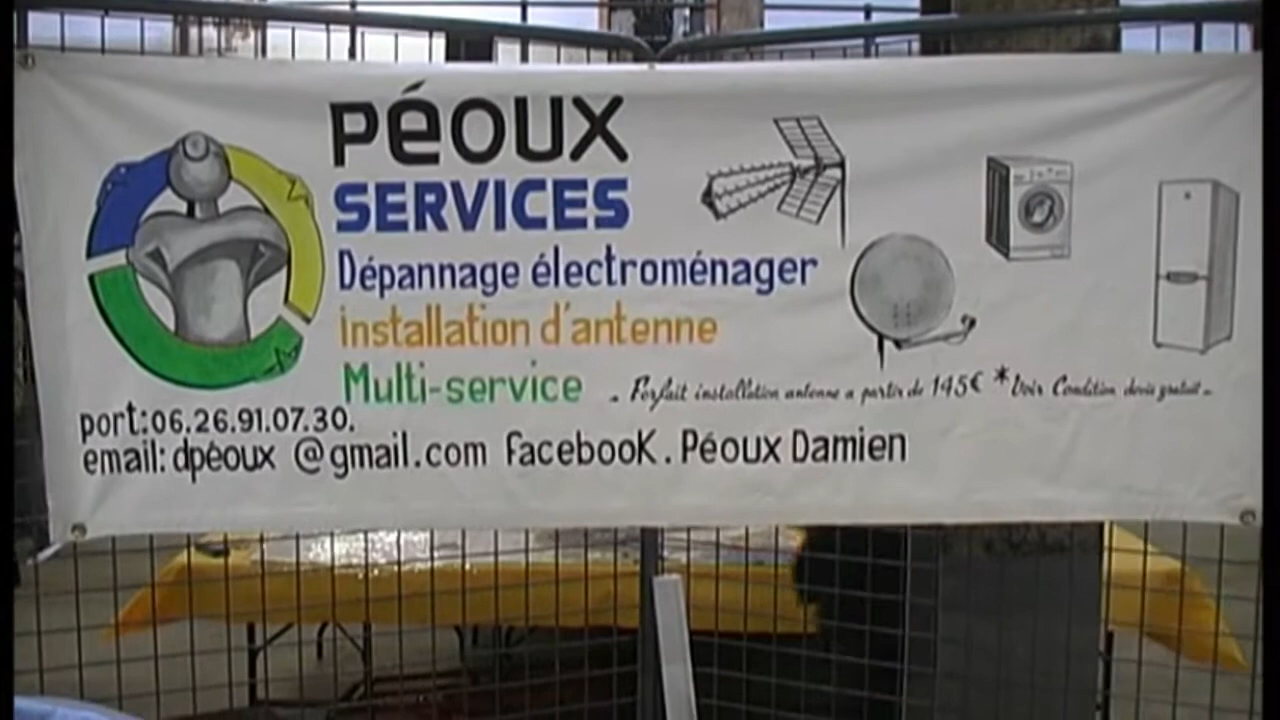 PÉOUX
SERVICES
Dépannage électroménager
installation d'antenne
Multi-service
. Forfait installation antenne a partir de 145€ *Voir Condition devis gratuit..
port:06.26.91.07.30.
email: dpéoux @gmail.com facebooK. Péoux Damien